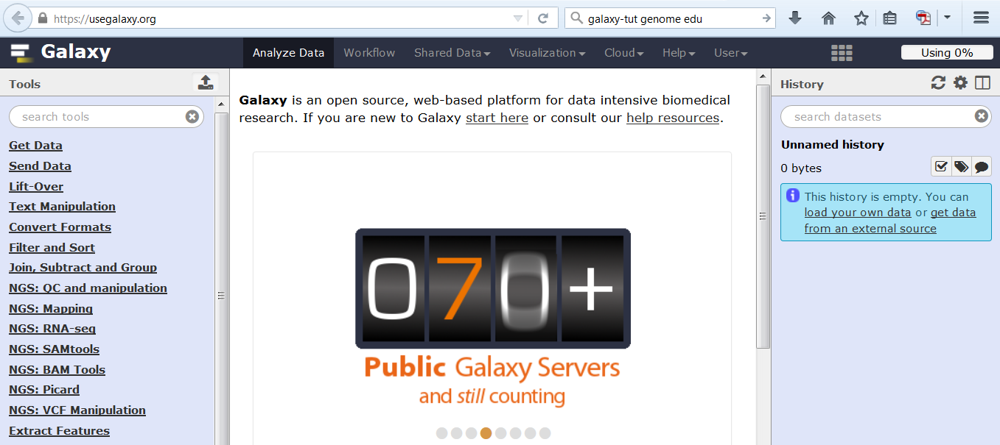 https://usegalaxy.org
galaxy-tut genome edu
Galaxy
Analyze Data
Workflow
Shared Data
Visualization
Cloud
Help
User
Using 0%
Tools
search tools
Get Data
Send Data
Lift-Over
Text Manipulation
Convert Formats
Filter and Sort
Join, Subtract and Group
NGS: QC and manipulation
NGS: Mapping
NGS: RNA-seq
NGS: SAMtools
NGS: BAM Tools
NGS: Picard
NGS: VCF Manipulation
Extract Features
Galaxy is an open source, web-based platform for data intensive biomedical
research. If you are new to Galaxy start here or consult our help resources.
070+
Public Galaxy Servers
and still counting
History
search datasets
Unnamed history
0 bytes
This history is empty. You can
load your own data or get data
from an external source